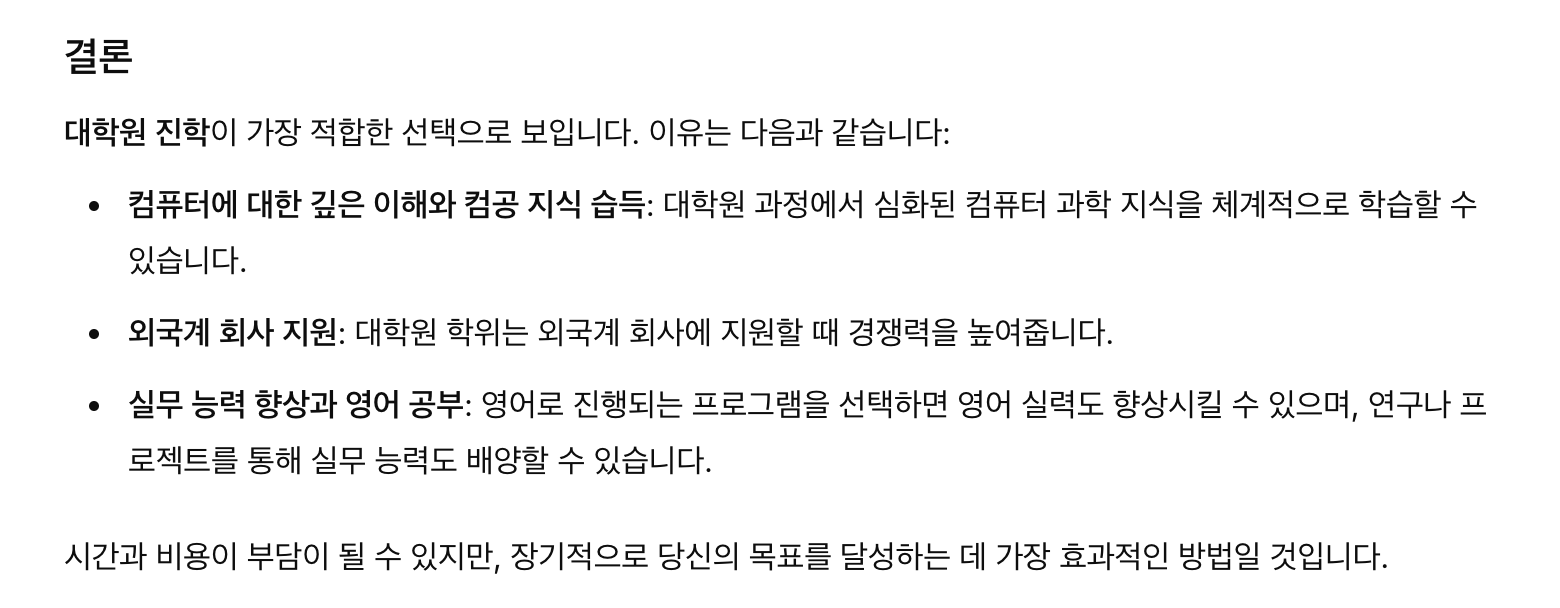 결론
대학원 진학이 가장 적합한 선택으로 보입니다. 이유는 다음과 같습니다:
• 컴퓨터에 대한 깊은 이해와 컴공 지식 습득: 대학원 과정에서 심화된 컴퓨터 과학 지식을 체계적으로 학습할 수
있습니다.
• 외국계 회사 지원: 대학원 학위는 외국계 회사에 지원할 때 경쟁력을 높여줍니다.
• 실무 능력 향상과 영어 공부: 영어로 진행되는 프로그램을 선택하면 영어 실력도 향상시킬 수 있으며, 연구나 프
로젝트를 통해 실무 능력도 배양할 수 있습니다.
시간과 비용이 부담이 될 수 있지만, 장기적으로 당신의 목표를 달성하는 데 가장 효과적인 방법일 것입니다.